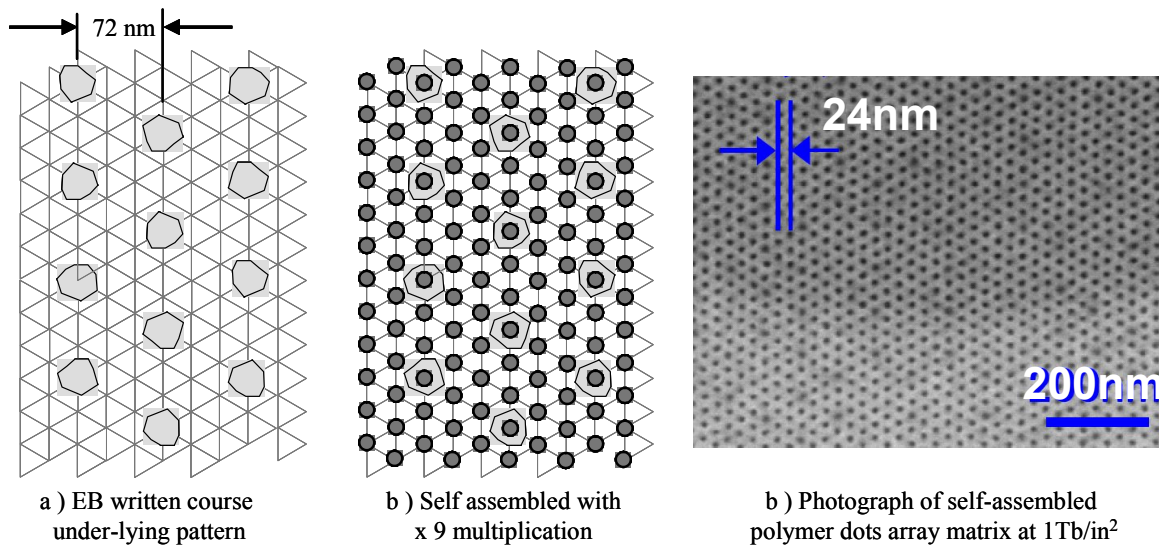 72 nm
24nm
200nm
a ) EB written course
under-lying pattern
b ) Self assembled with
x 9 multiplication
b ) Photograph of self-assembled
polymer dots array matrix at 1Tb/in²